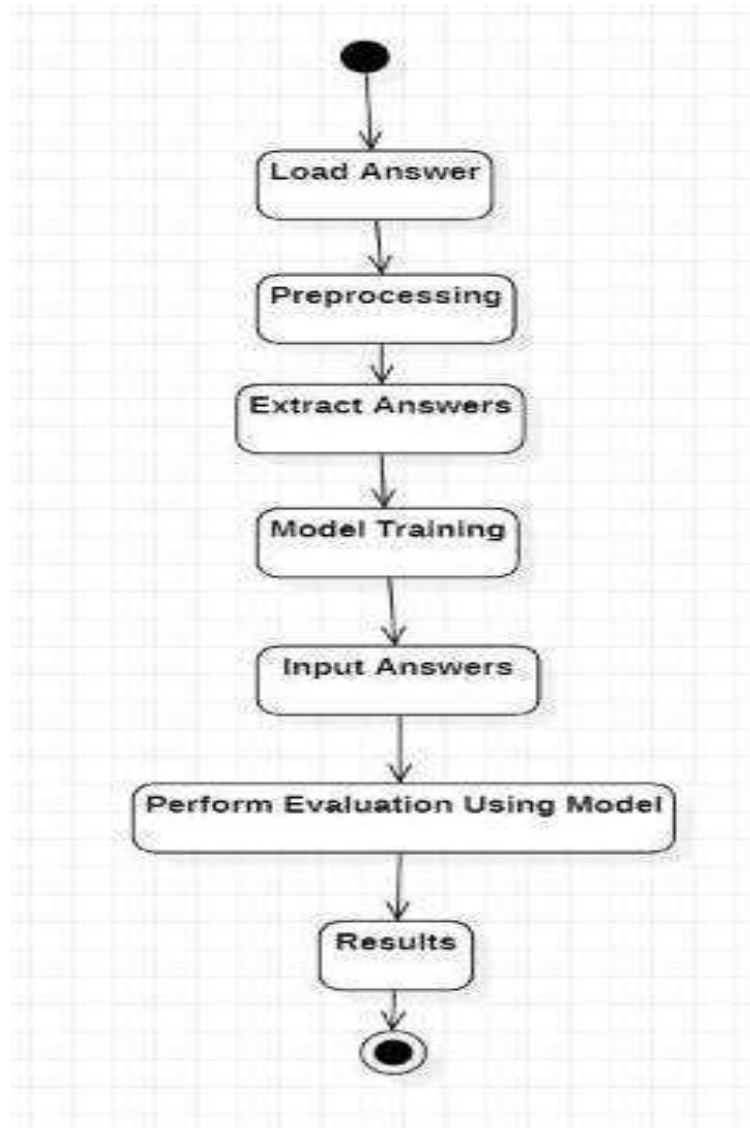 Load Answer
Preprocessing
Extract Answers
Model Training
Input Answers
Perform Evaluation Using Model
Results